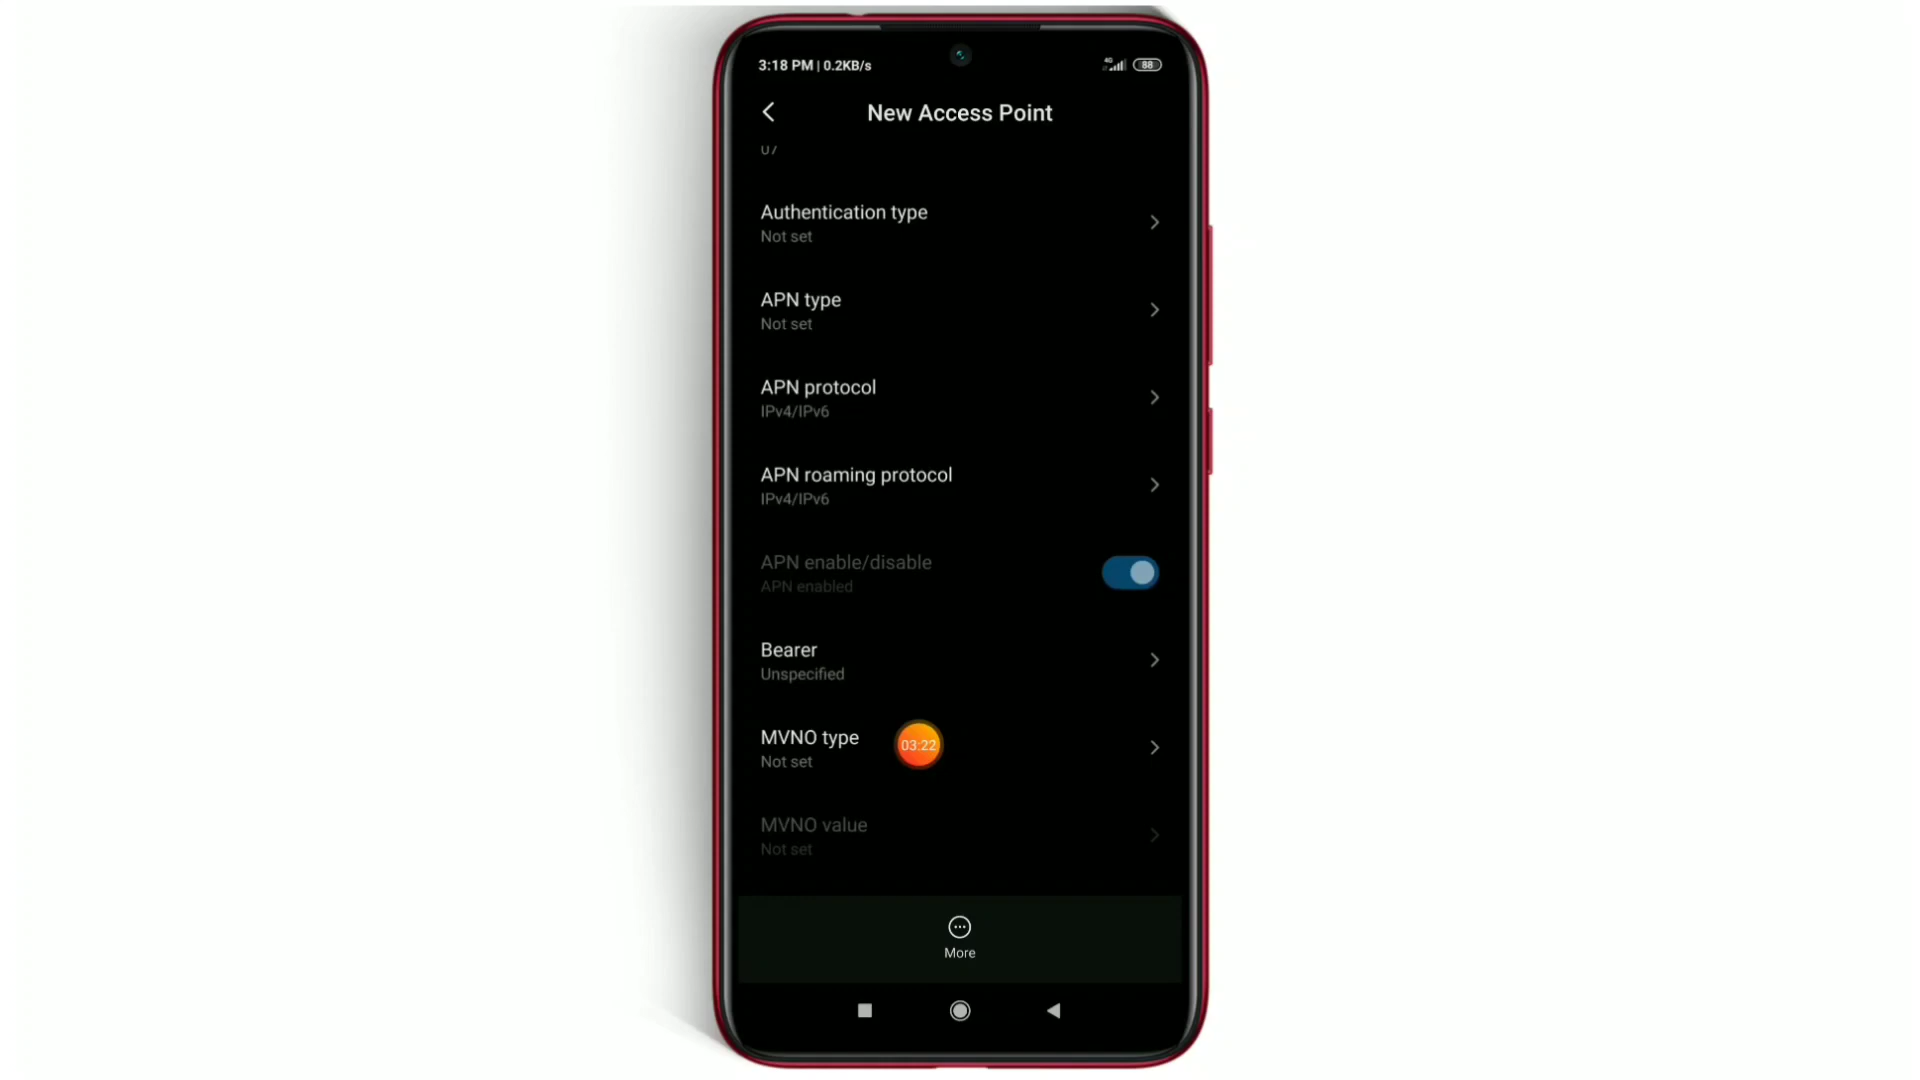 3:18 PM | 0.2KB/s
4G
88
New Access Point
Authentication type
Not set
APN type
Not set
APN protocol
IPv4/IPv6
APN roaming protocol
IPv4/IPv6
APN enable/disable
APN enabled
Bearer
Unspecified
MVNO type
03:22
Not set
MVNO value
Not set
More